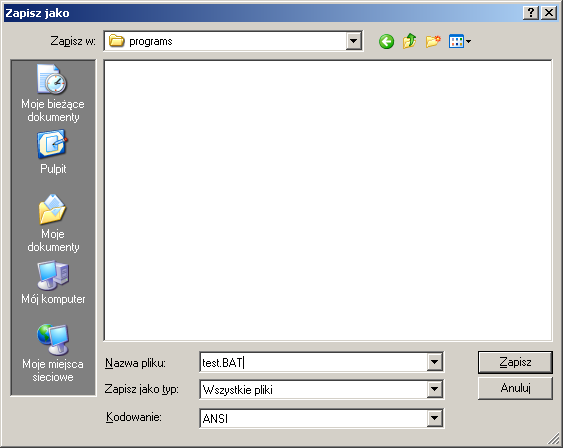 Zapisz jako
Zapisz w:
programs
Moje bieżące
dokumenty
Pulpit
Moje
dokumenty
Mój komputer
Moje miejsca
sieciowe
Nazwa pliku:
test.BAT
Zapisz
Zapisz jako typ:
Wszystkie pliki
Anuluj
Kodowanie:
ANSI